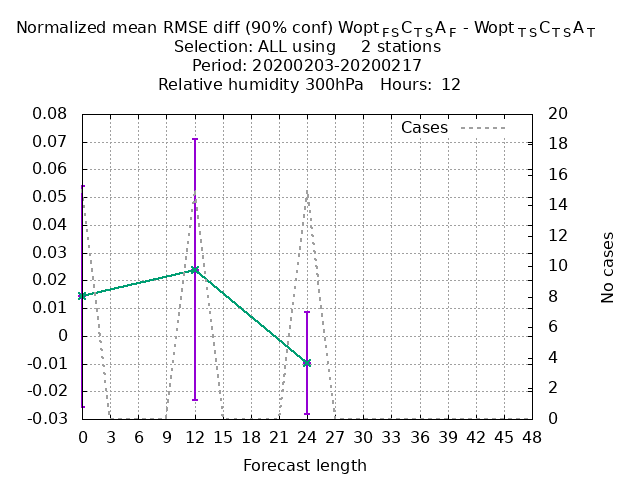 Normalized mean RMSE diff (90% conf) Wopt FS C TS A F - Wopt TS C TS A T
Selection: ALL using 2 stations
Period: 20200203-20200217
Relative humidity 300hPa Hours: 12
0.08
0.07
0.06
0.05
0.04
0.03
0.02
0.01
0
-0.01
-0.02
-0.03
Cases
20
18
16
14
12
10
8
6
4
2
0
No cases
0 3 6 9 12 15 18 21 24 27 30 33 36 39 42 45 48
Forecast length